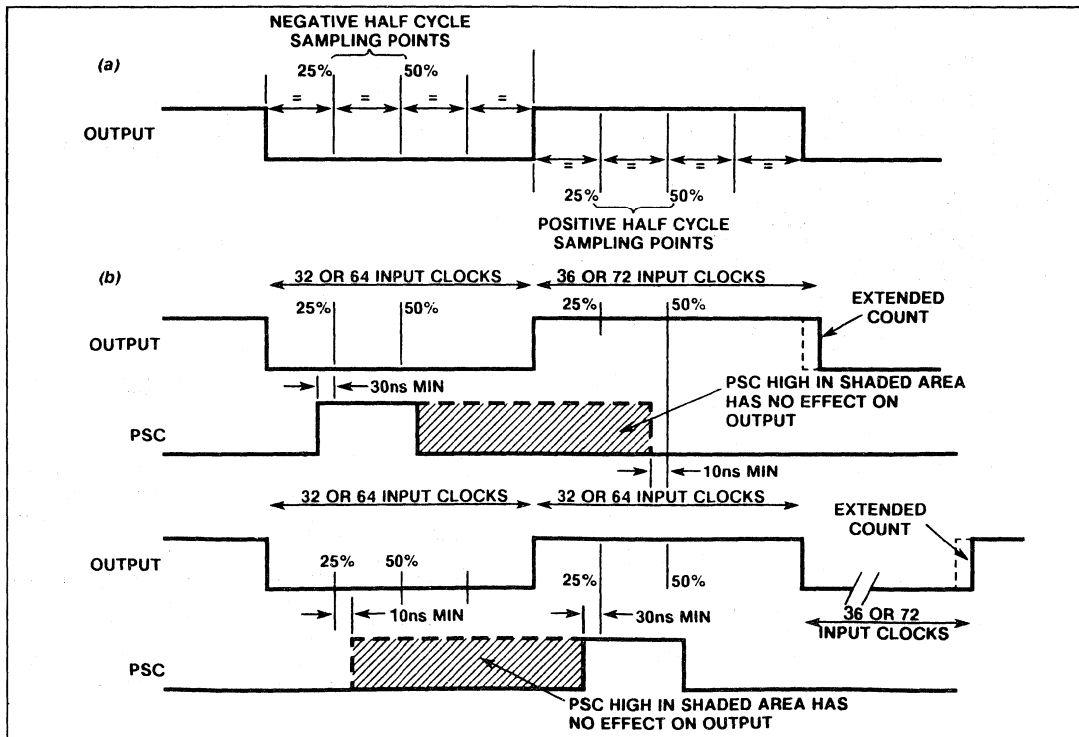 NEGATIVE HALF CYCLE
SAMPLING POINTS
(a)
25% 50%
= = = =
OUTPUT
= = = =
25% 50%
POSITIVE HALF CYCLE
SAMPLING POINTS
(b)
32 OR 64 INPUT CLOCKS 36 OR 72 INPUT CLOCKS
25% 50% 25% 50%
EXTENDED
COUNT
OUTPUT
30ns MIN
PSC HIGH IN SHADED AREA
HAS NO EFFECT ON
OUTPUT
PSC
10ns MIN
32 OR 64 INPUT CLOCKS 32 OR 64 INPUT CLOCKS
EXTENDED
COUNT
OUTPUT
25% 50%
25% 50%
10ns MIN 30ns MIN
36 OR 72
INPUT CLOCKS
PSC
PSC HIGH IN SHADED AREA HAS
NO EFFECT ON OUTPUT